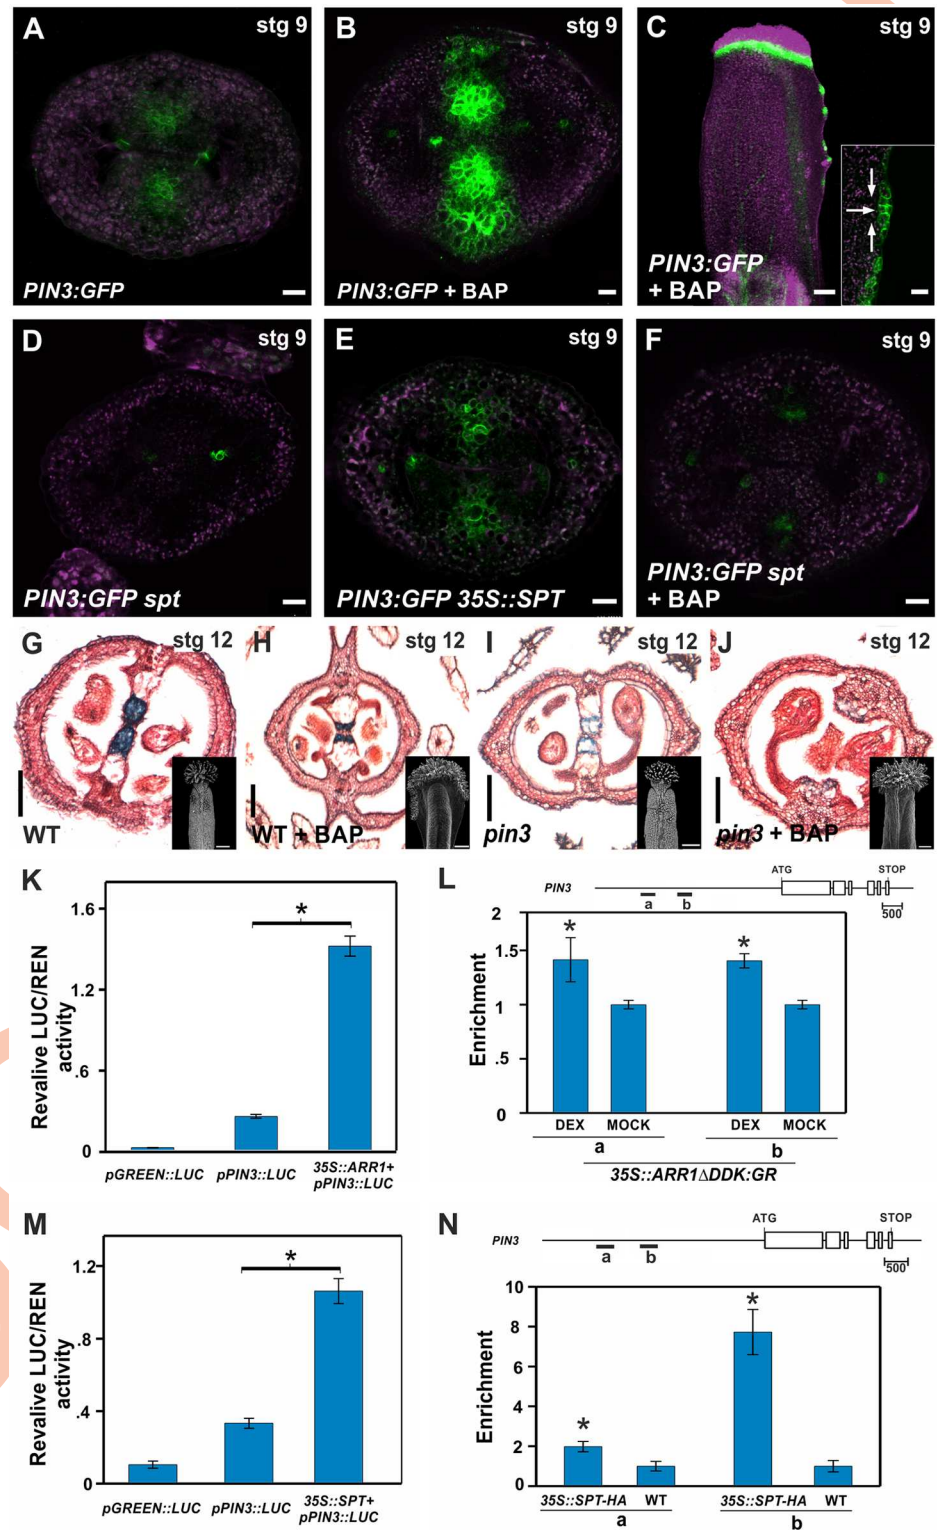 A stg 9
PIN3:GFP
B stg 9
PIN3:GFP + BAP
C stg 9
PIN3:GFP
+ BAP
D stg 9
PIN3:GFP spt
E stg 9
PIN3:GFP 35S::SPT
F stg 9
PIN3:GFP spt
+ BAP
G stg 12
WT
H stg 12
WT + BAP
I stg 12
pin3
J stg 12
pin3 + BAP
K
Revalive LUC/REN
activity
1.6
1.2
.6
0
*
pGREEN::LUC
pPIN3::LUC
35S::ARR1+
pPIN3::LUC
L
PIN3
ATG
STOP
a
b
500
Enrichment
2
1.5
1
.5
0
*
*
DEX
MOCK
DEX
MOCK
a
b
35S::ARR1ΔDDK:GR
M
Revalive LUC/REN
activity
1.2
.8
.4
0
*
pGREEN::LUC
pPIN3::LUC
35S::SPT+
pPIN3::LUC
N
PIN3
ATG
STOP
a
b
500
Enrichment
10
8
6
4
2
0
*
*
35S::SPT-HA
WT
35S::SPT-HA
WT
a
b